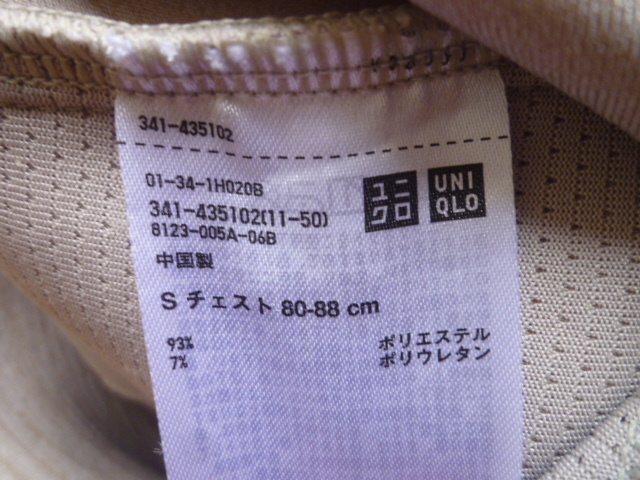 341-435102
01-34-1H020B
341-435102(11-50)
8123-005A-06B
ユニ
クロ
UNI
QLO
中国製
S チェスト 80-88 cm
93% ポリエステル
7% ポリウレタン